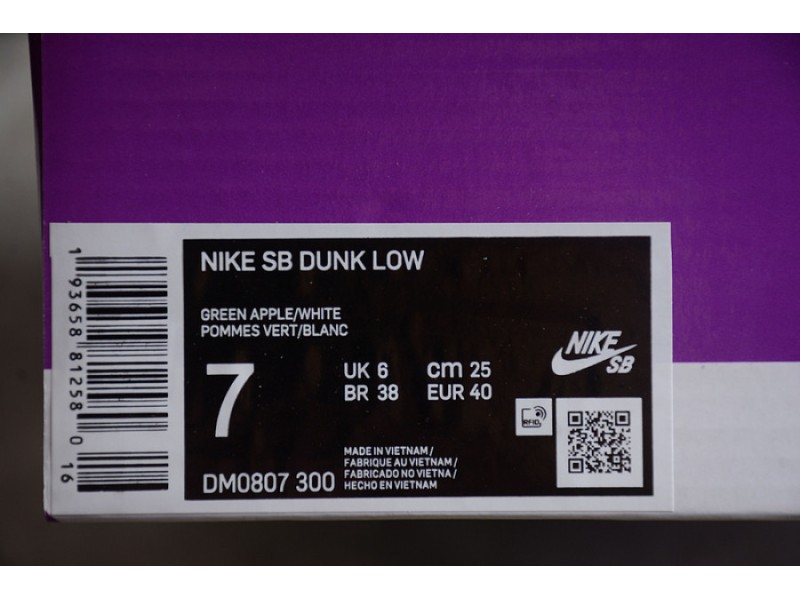 NIKE SB DUNK LOW
GREEN APPLE/WHITE
POMMES VERT/BLANC
7
UK 6 cm 25
BR 38 EUR 40
NIKE
SB
RFID
MADE IN VIETNAM /
FABRIQUE AU VIETNAM /
FABRICADO NO VIETNA /
HECHO EN VIETNAM
DM0807 300
1 93658 81258 0 16